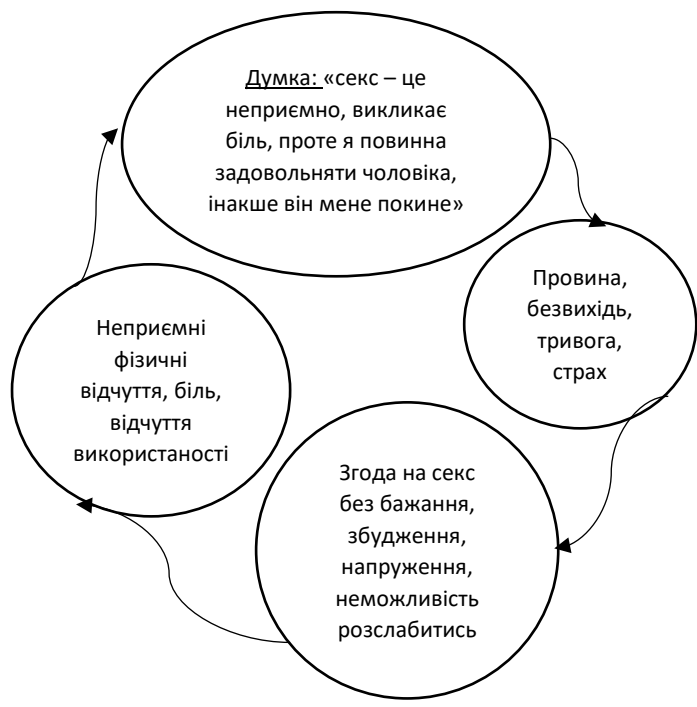 Думка: «секс – це
неприємно, викликає
біль, проте я повинна
задовольняти чоловіка,
інакше він мене покине»
Провина,
безвихідь,
тривога,
страх
Згода на секс
без бажання,
збудження,
напруження,
неможливість
розслабитись
Неприємні
фізичні
відчуття, біль,
відчуття
використаності